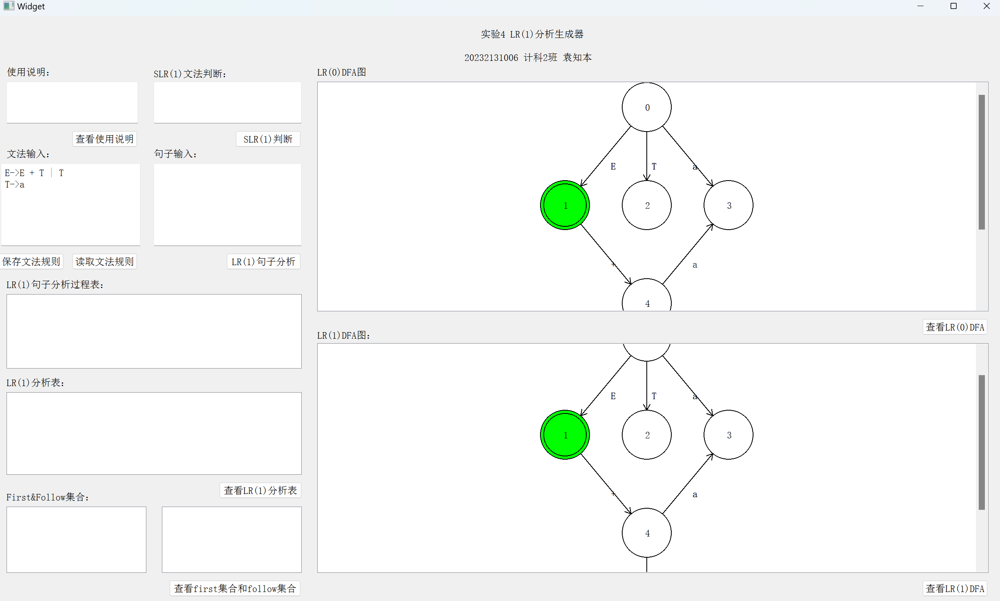 Widget
实验4 LR(1)分析生成器
20232131006 计科2班 袁知本
使用说明：
SLR(1)文法判断：
查看使用说明
SLR(1)判断
文法输入：
句子输入：
E->E + T | T
T->a
保存文法规则
读取文法规则
LR(1)句子分析
LR(1)句子分析过程表：
LR(1)分析表：
查看LR(1)分析表
First&Follow集合：
查看first集合和follow集合
LR(0)DFA图
0
E
T
a
1
2
3
+
a
4
查看LR(0)DFA
LR(1)DFA图：
E
T
a
1
2
3
+
a
4
查看LR(1)DFA